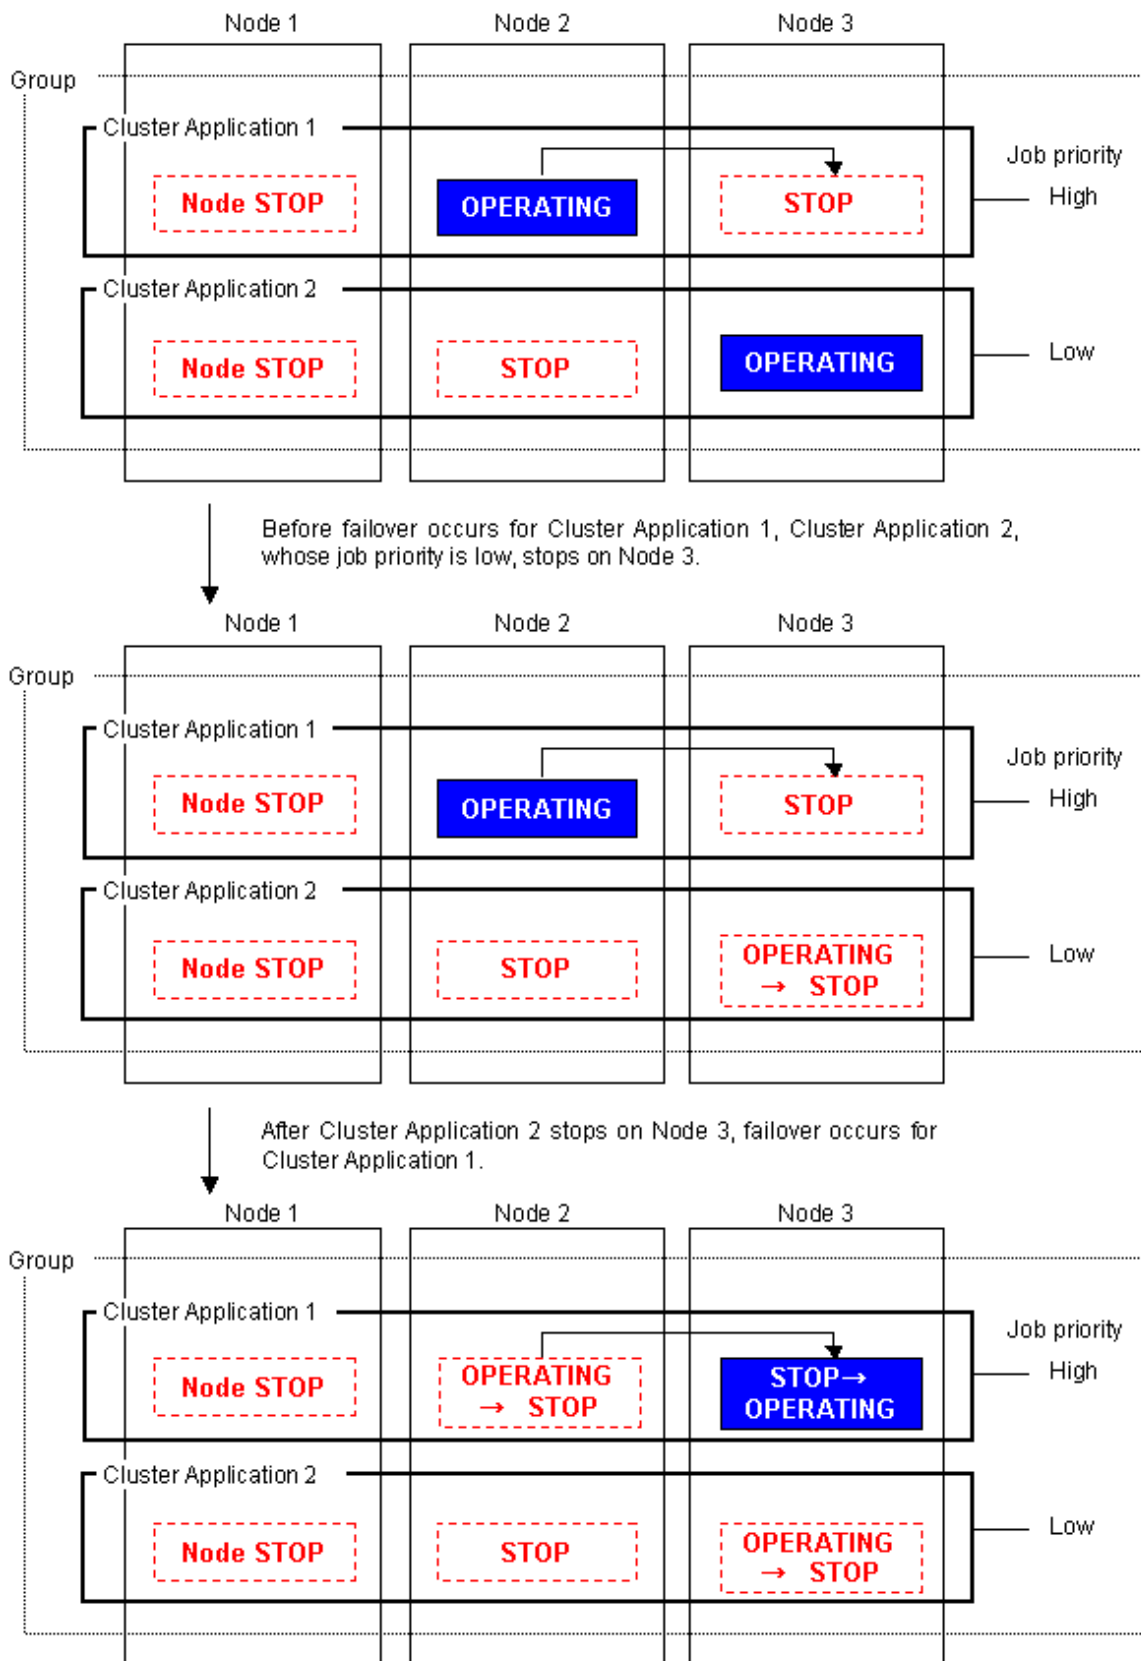 Node 1 Node 2 Node 3
Group
Cluster Application 1
Job priority
Node STOP OPERATING STOP High
Cluster Application 2
Node STOP STOP OPERATING Low
Before failover occurs for Cluster Application 1, Cluster Application 2,
whose job priority is low, stops on Node 3.
Node 1 Node 2 Node 3
Group
Cluster Application 1
Job priority
Node STOP OPERATING STOP High
Cluster Application 2
Node STOP STOP OPERATING
→ STOP
Low
After Cluster Application 2 stops on Node 3, failover occurs for
Cluster Application 1.
Node 1 Node 2 Node 3
Group
Cluster Application 1
Job priority
Node STOP
OPERATING
→ STOP
STOP→
OPERATING
High
Cluster Application 2
Node STOP STOP OPERATING
→ STOP
Low